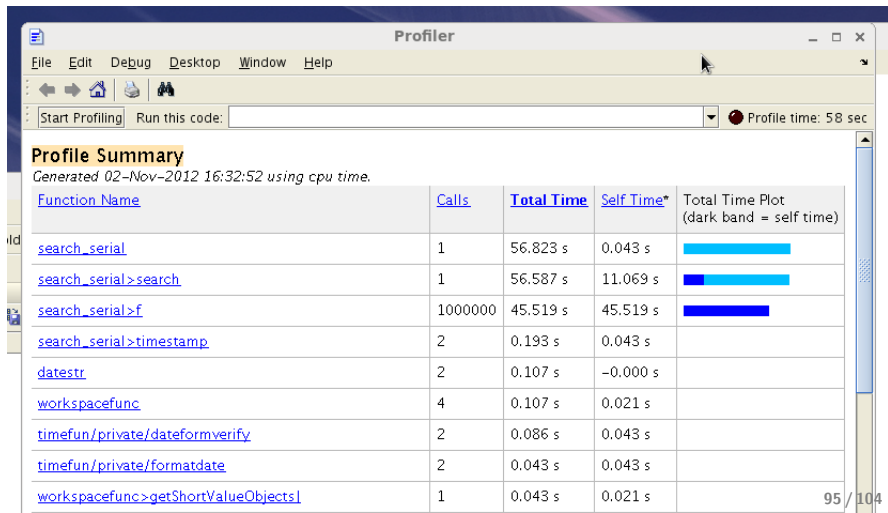 Profiler
File Edit Debug Desktop Window Help
Start Profiling Run this code: Profile time: 58 sec
Profile Summary
Generated 02-Nov-2012 16:32:52 using cpu time.
Function Name Calls Total Time Self Time* Total Time Plot
(dark band = self time)
search_serial 1 56.823 s 0.043 s
search_serial>search 1 56.587 s 11.069 s
search_serial>f 1000000 45.519 s 45.519 s
search_serial>timestamp 2 0.193 s 0.043 s
datestr 2 0.107 s -0.000 s
workspacefunc 4 0.107 s 0.021 s
timefun/private/dateformverify 2 0.086 s 0.043 s
timefun/private/formatdate 2 0.043 s 0.043 s
workspacefunc>getShortValueObjects| 1 0.043 s 0.021 s
95 / 104